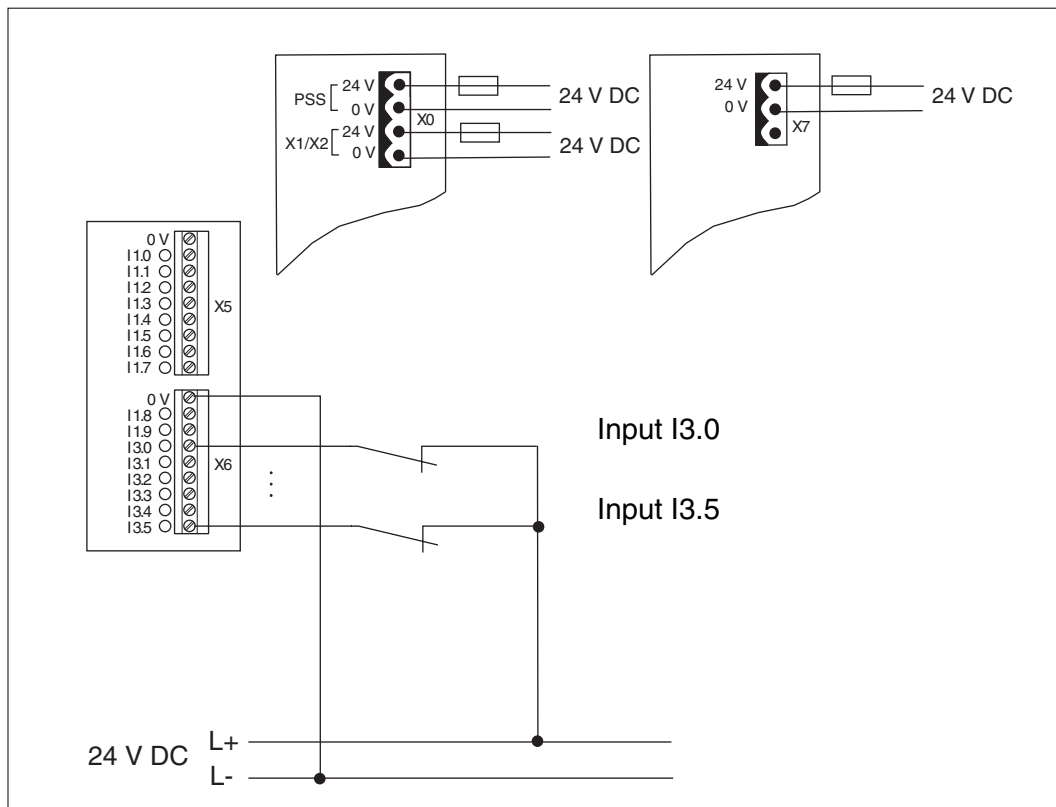 24 V
PSS
0 V
X0
24 V
X1/X2
0 V
24 V DC
24 V DC
24 V
0 V
X7
24 V DC
0 V
I1.0
I1.1
I1.2
I1.3
I1.4
I1.5
I1.6
I1.7
X5
0 V
I1.8
I1.9
I3.0
I3.1
I3.2
I3.3
I3.4
I3.5
X6
Input I3.0
Input I3.5
24 V DC
L+
L-